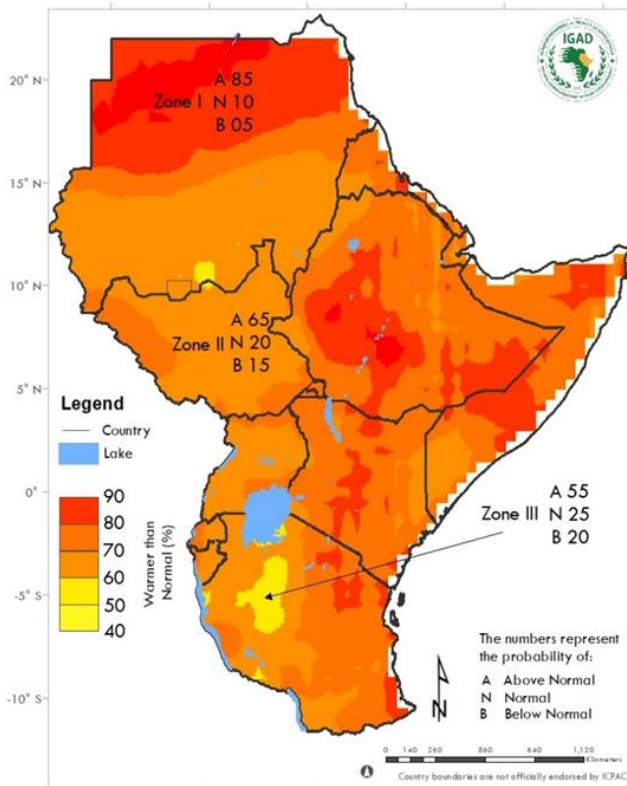 IGAD
20° N
15° N
10° N
5° N
0°
-5° S
-10° S
A 85
Zone I N 10
B 05
A 65
Zone II N 20
B 15
A 55
Zone III N 25
B 20
Legend
Country
Lake
90
80
70
60
50
40
Warmer than
Normal (%)
The numbers represent
the probability of:
A Above Normal
N Normal
B Below Normal
N
0 140 280 560 840 1,120
Kilometers
Country boundaries are not officially endorsed by ICPAC